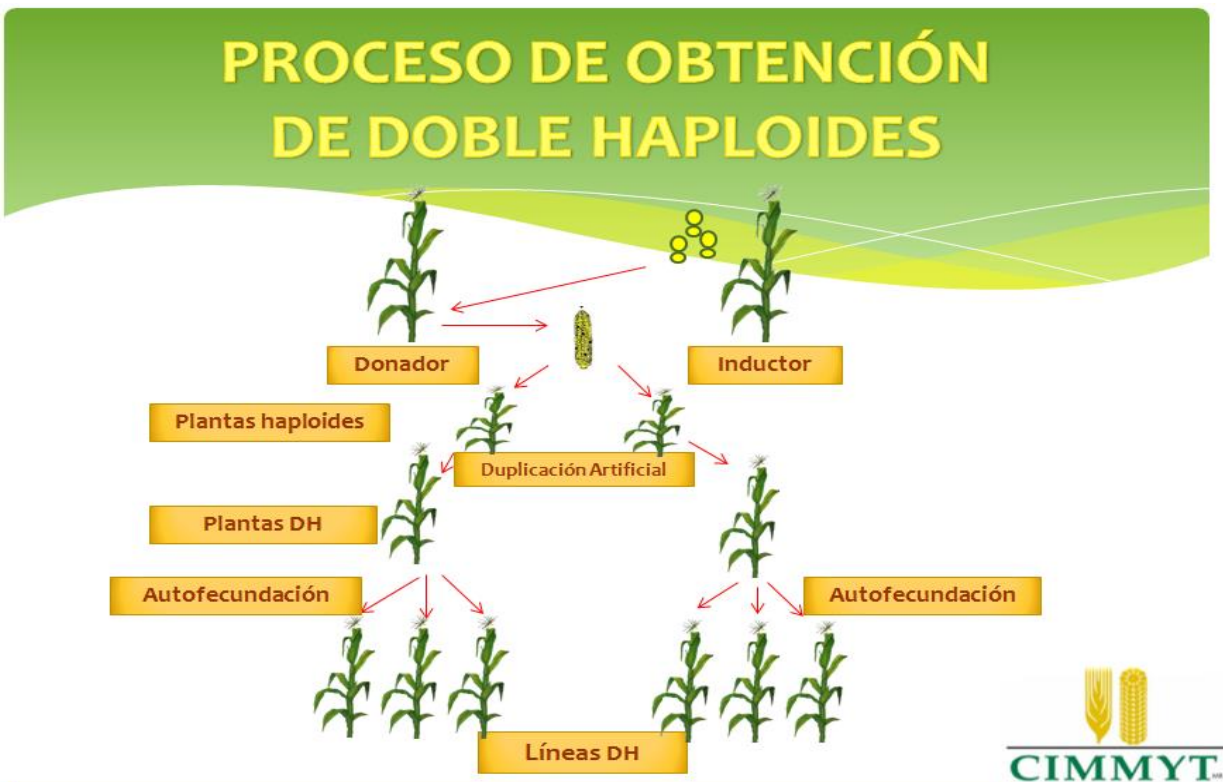 PROCESO DE OBTENCIÓN
DE DOBLE HAPLOIDES
Donador
Inductor
Plantas haploides
Duplicación Artificial
Plantas DH
Autofecundación
Autofecundación
Líneas DH
CIMMYT